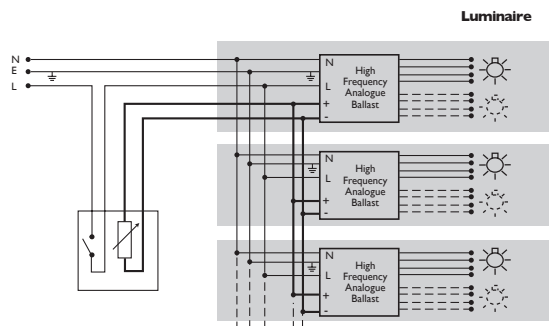 Luminaire
N
E
L
N
L
+
-
High
Frequency
Analogue
Ballast
N
L
+
-
High
Frequency
Analogue
Ballast
N
L
+
-
High
Frequency
Analogue
Ballast